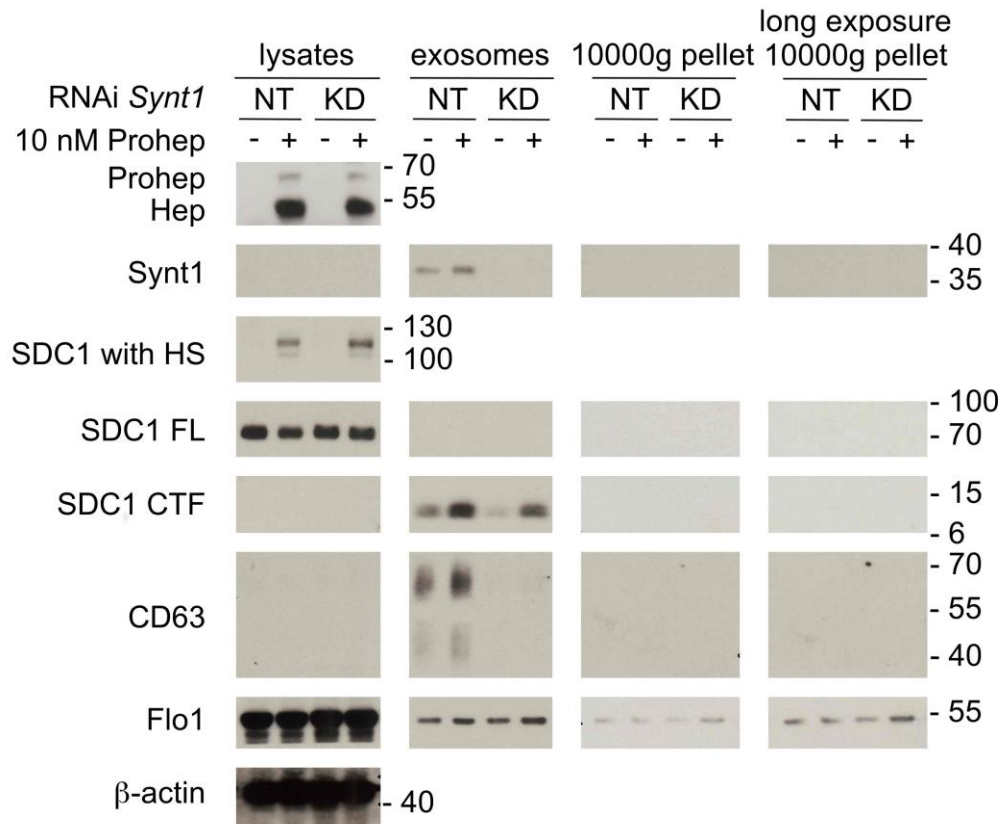 long exposure
lysates exosomes 10000g pellet 10000g pellet
RNAi Synt1 NT KD NT KD NT KD NT KD
10 nM Prohep - + - + - + - + - + - + - + - +
Prohep - 70
Hep - 55
Synt1 - 40
- 35
SDC1 with HS - 130
- 100
SDC1 FL - 100
- 70
SDC1 CTF - 15
- 6
CD63 - 70
- 55
- 40
Flo1 - 55
β-actin - 40